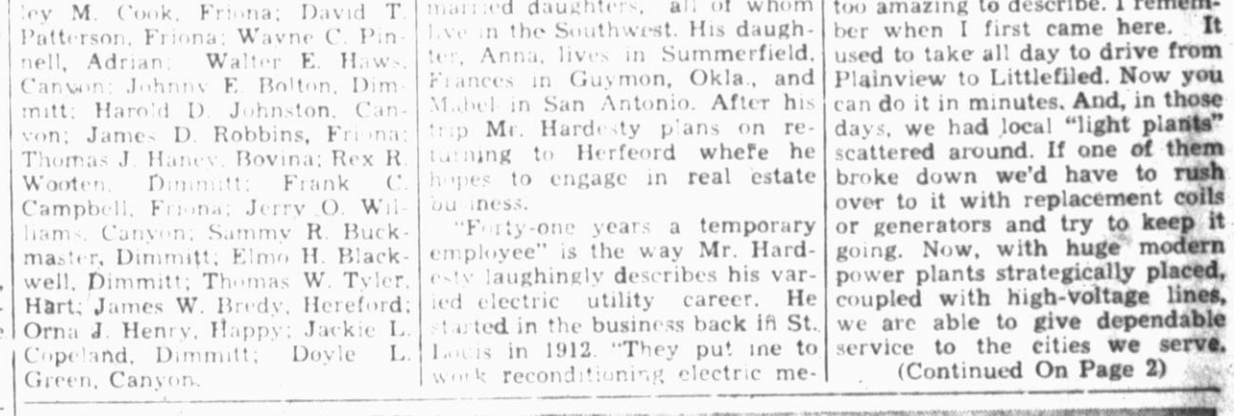 ley M. Cook, Friona; David T.
Patterson, Friona; Wayne C. Pin-
nell, Adrian; Walter E. Haws,
Canyon; Johnny E. Bolton, Dim-
mitt; Harold D. Johnston, Can-
yon; James D. Robbins, Friona;
Thomas J. Haney, Bovina; Rex R.
Wooten, Dimmitt; Frank C.
Campbell, Friona; Jerry O. Wil-
liams, Canyon; Sammy R. Buck-
master, Dimmitt; Elmo H. Black-
well, Dimmitt; Thomas W. Tyler,
Hart; James W. Bredy, Hereford;
Orna J. Henry, Happy; Jackie L.
Copeland, Dimmitt; Doyle L.
Green, Canyon.
married daughters, all of whom
live in the Southwest. His daugh-
ter, Anna, lives in Summerfield,
Frances in Guymon, Okla., and
Mabel in San Antonio. After his
trip Mr. Hardesty plans on re-
turning to Herfeord where he
hopes to engage in real estate
business.
"Forty-one years a temporary
employee" is the way Mr. Hard-
esty laughingly describes his var-
ied electric utility career. He
started in the business back in St.
Louis in 1912. "They put me to
work reconditioning electric me-
too amazing to describe. I remem-
ber when I first came here. It
used to take all day to drive from
Plainview to Littlefiled. Now you
can do it in minutes. And, in those
days, we had local "light plants"
scattered around. If one of them
broke down we'd have to rush
over to it with replacement coils
or generators and try to keep it
going. Now, with huge modern
power plants strategically placed,
coupled with high-voltage lines,
we are able to give dependable
service to the cities we serve.
(Continued On Page 2)